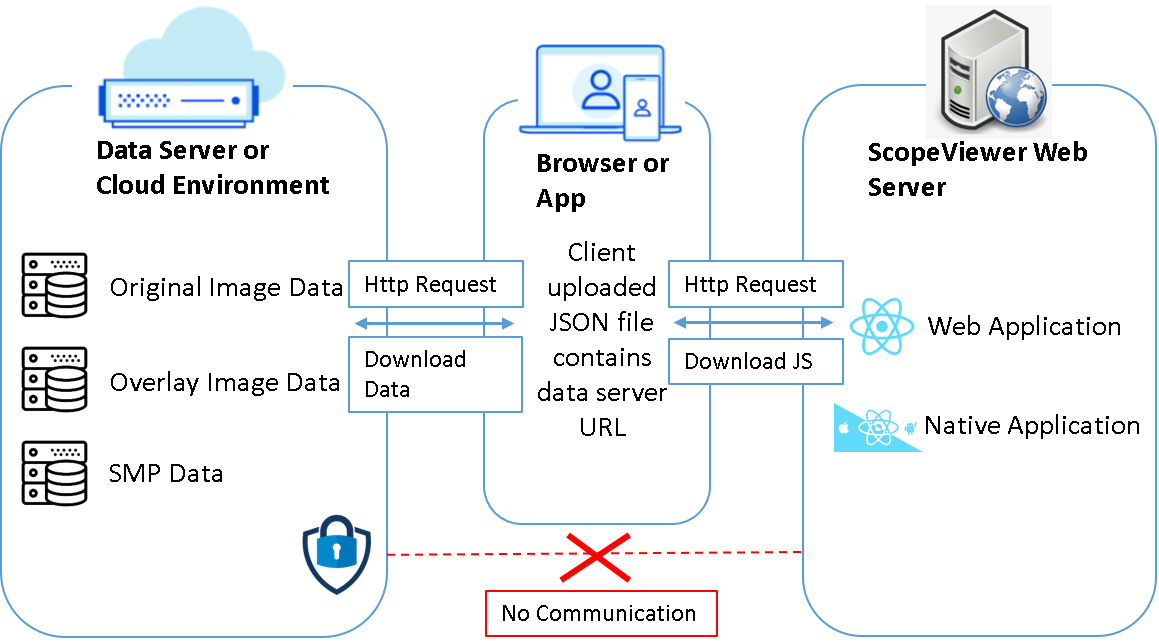 Data Server or
Cloud Environment
Original Image Data
Overlay Image Data
SMP Data
Http Request
Download
Data
Browser or
App
Client
uploaded
JSON file
contains
data server
URL
Http Request
Download JS
ScopeViewer Web
Server
Web Application
Native Application
No Communication